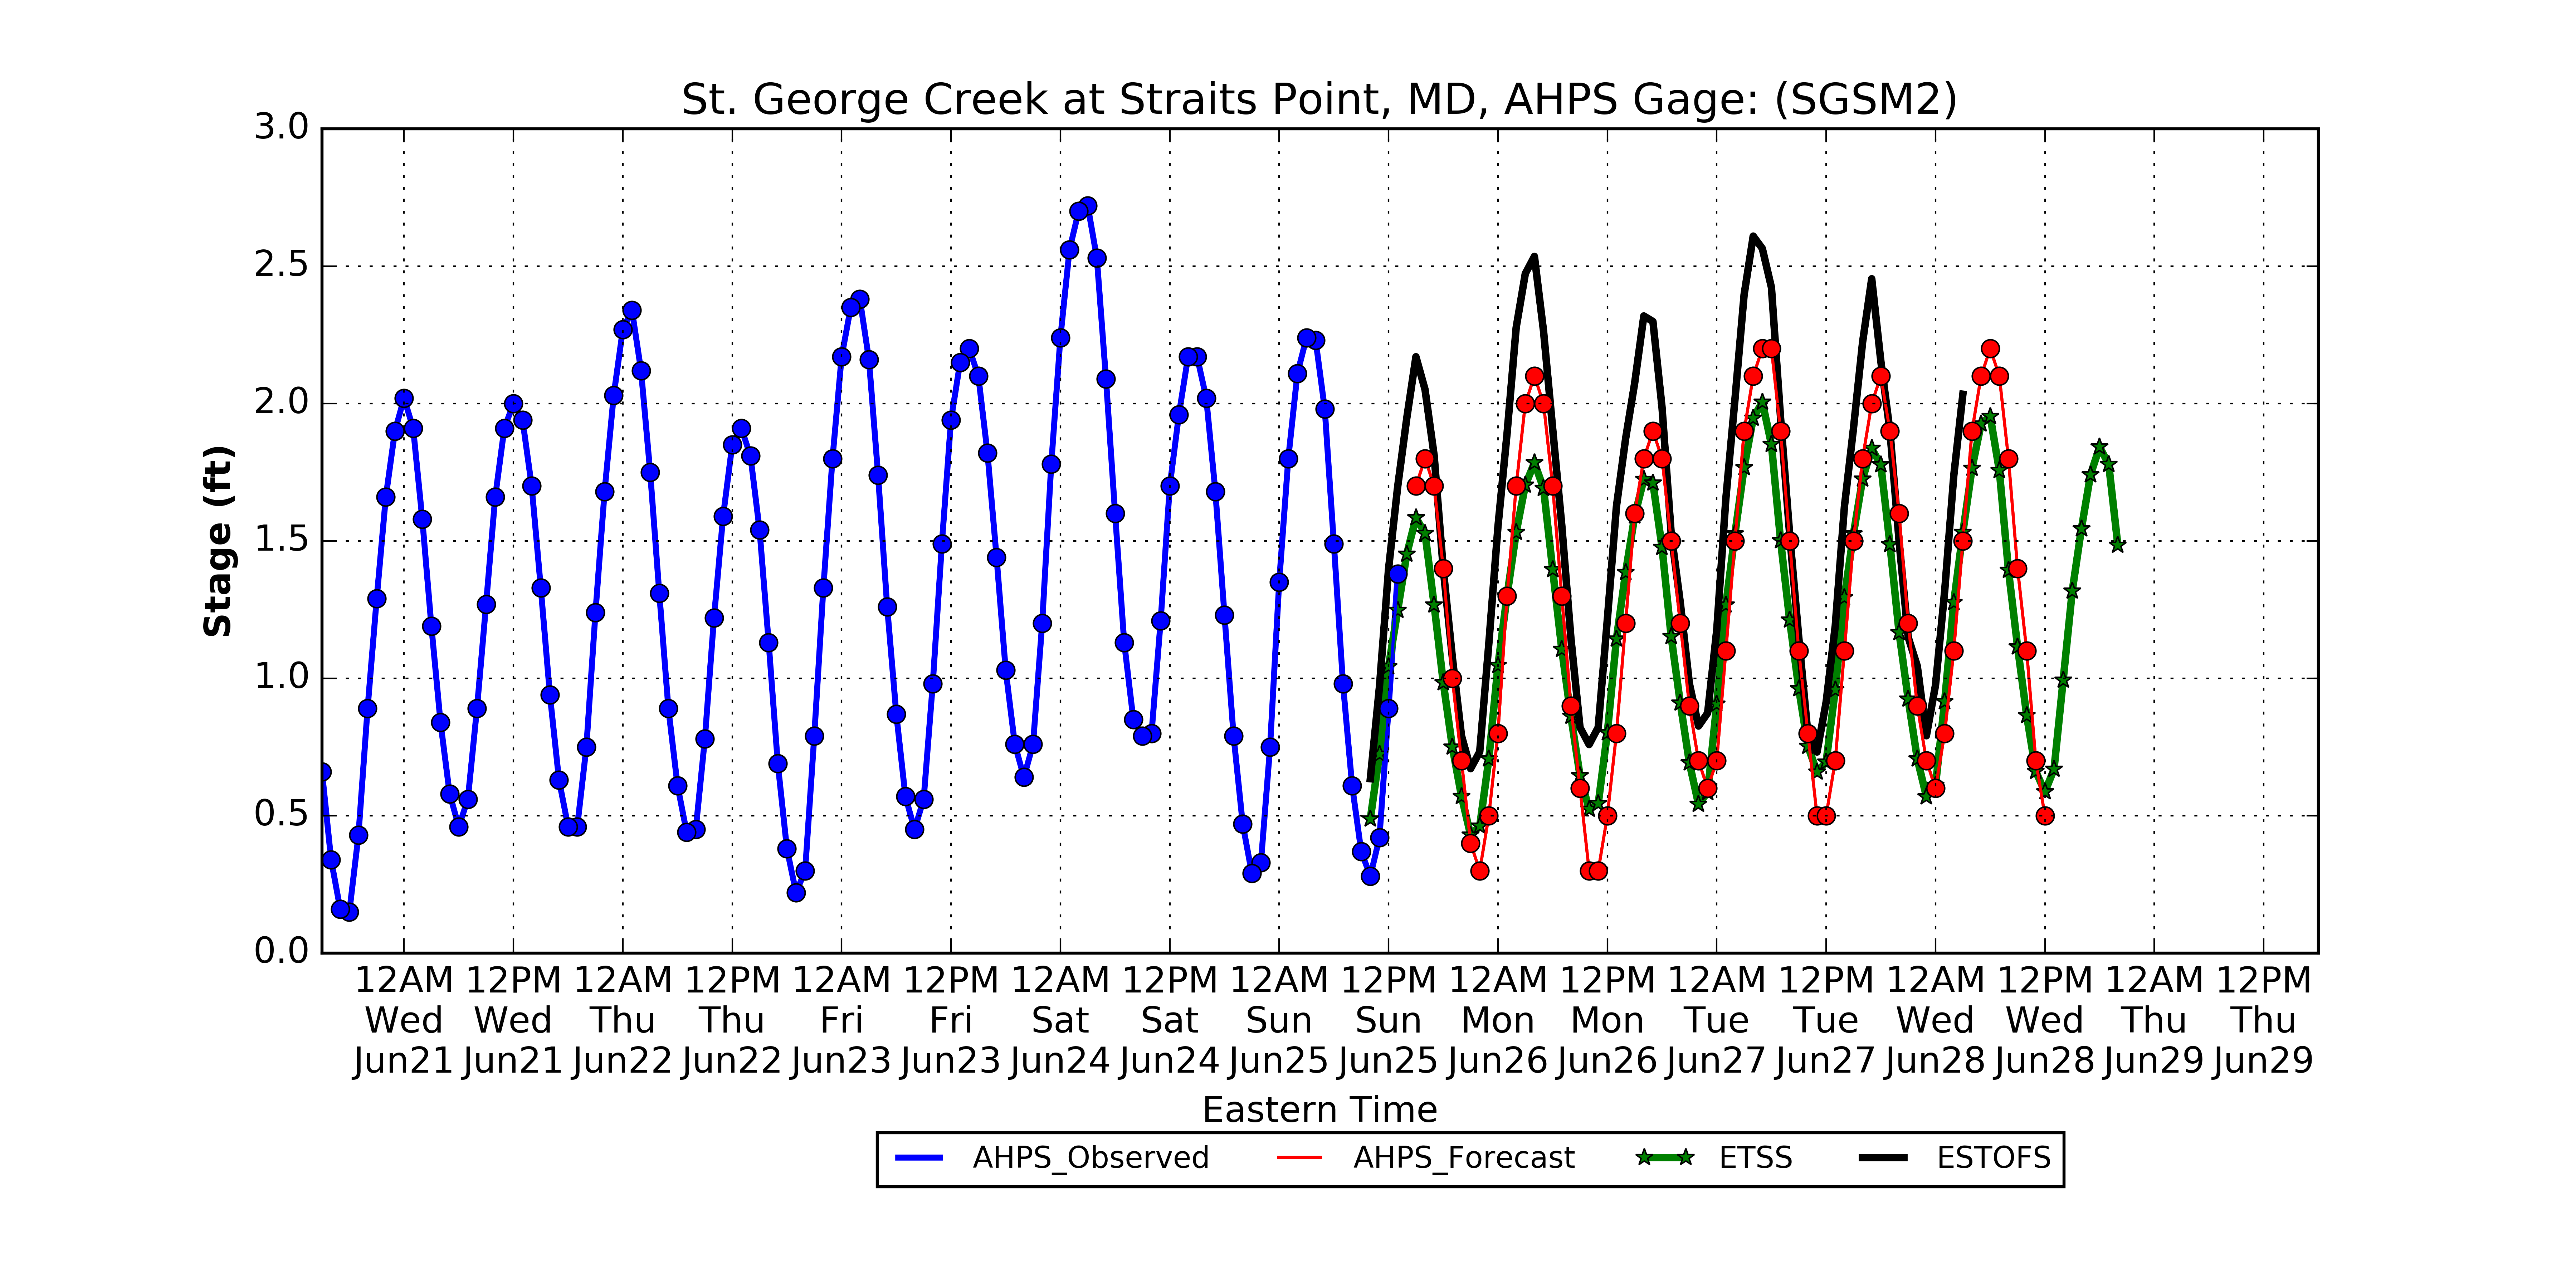 St. George Creek at Straits Point, MD, AHPS Gage: (SGSM2)
3.0
2.5
2.0
1.5
1.0
0.5
0.0
Stage (ft)
12AM 12PM 12AM 12PM 12AM 12PM 12AM 12PM 12AM 12PM 12AM 12PM 12AM 12PM 12AM 12PM 12AM 12PM
Wed Wed Thu Thu Fri Fri Sat Sat Sun Sun Mon Mon Tue Tue Wed Wed Thu Thu
Jun21 Jun21 Jun22 Jun22 Jun23 Jun23 Jun24 Jun24 Jun25 Jun25 Jun26 Jun26 Jun27 Jun27 Jun28 Jun28 Jun29 Jun29
Eastern Time
AHPS_Observed AHPS_Forecast ETSS ESTOFS